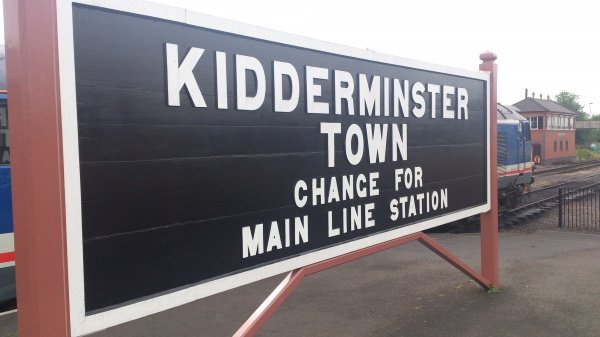 KIDDERMINSTER
TOWN
CHANGE FOR
MAIN LINE STATION